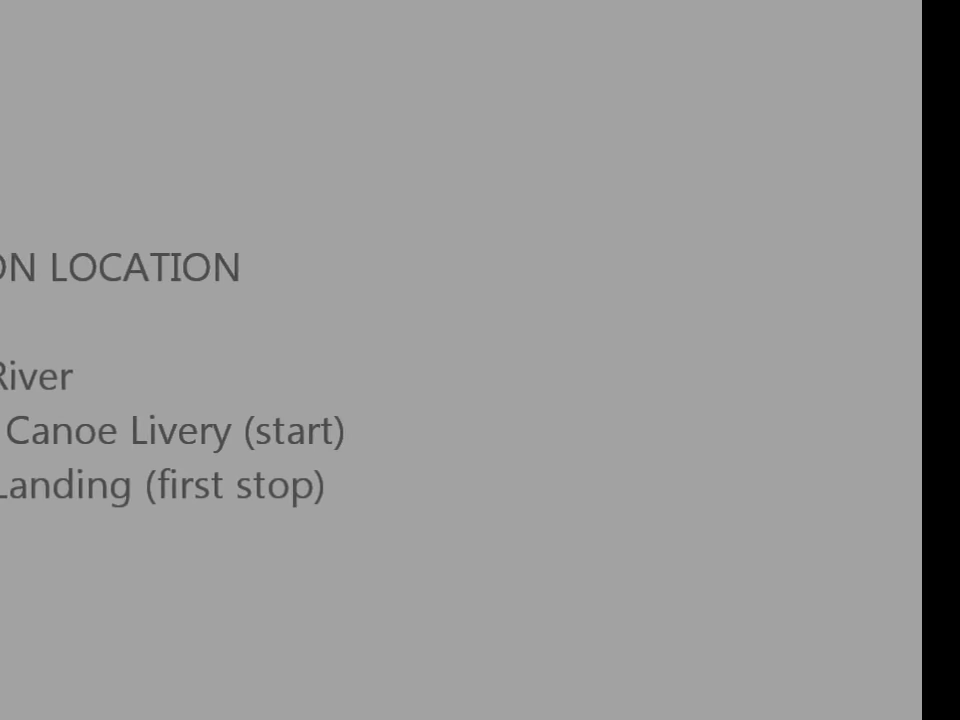 ON LOCATION
River
Canoe Livery (start)
Landing (first stop)